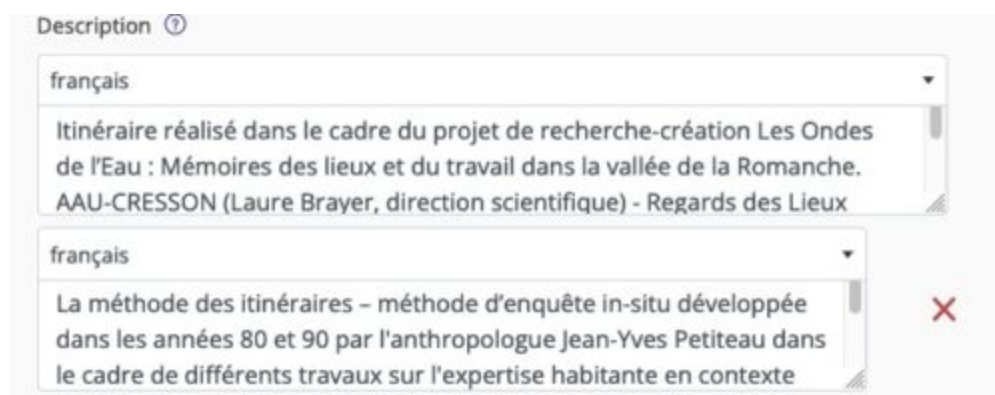 Description ?
français
Itinéraire réalisé dans le cadre du projet de recherche-création Les Ondes
de l’Eau : Mémoires des lieux et du travail dans la vallée de la Romanche.
AAU-CRESSON (Laure Brayer, direction scientifique) - Regards des Lieux
français
La méthode des itinéraires – méthode d’enquête in-situ développée
dans les années 80 et 90 par l'anthropologue Jean-Yves Petiteau dans
le cadre de différents travaux sur l'expertise habitante en contexte